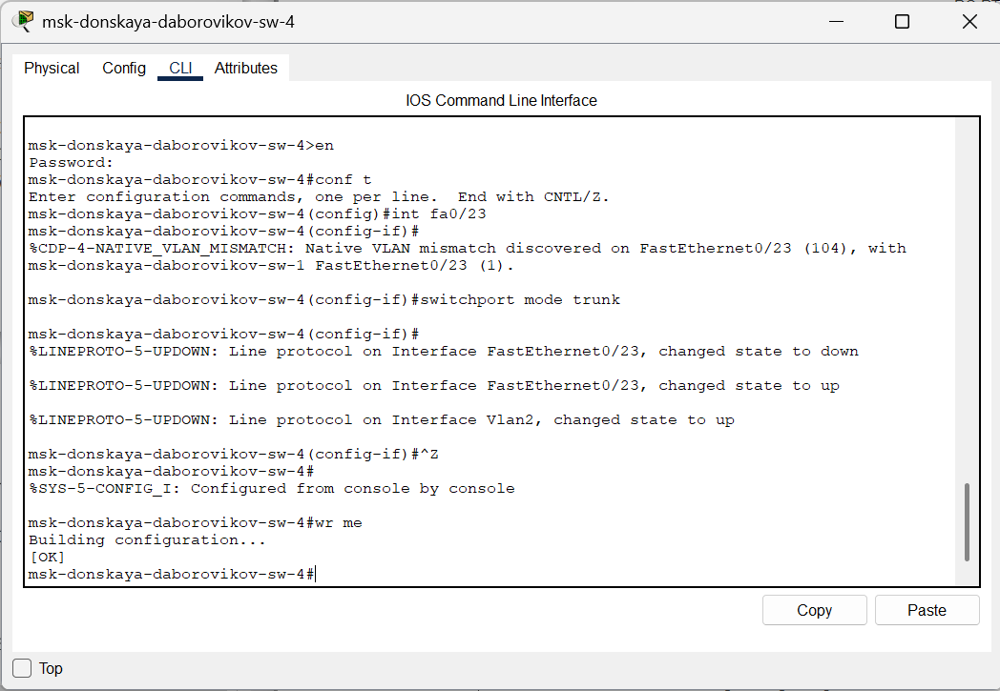 msk-donskaya-daborovikov-sw-4
Physical Config CLI Attributes
IOS Command Line Interface
msk-donskaya-daborovikov-sw-4>en
Password:
msk-donskaya-daborovikov-sw-4#conf t
Enter configuration commands, one per line.  End with CNTL/Z.
msk-donskaya-daborovikov-sw-4(config)#int fa0/23
msk-donskaya-daborovikov-sw-4(config-if)#
%CDP-4-NATIVE_VLAN_MISMATCH: Native VLAN mismatch discovered on FastEthernet0/23 (104), with
msk-donskaya-daborovikov-sw-1 FastEthernet0/23 (1).
msk-donskaya-daborovikov-sw-4(config-if)#switchport mode trunk
msk-donskaya-daborovikov-sw-4(config-if)#
%LINEPROTO-5-UPDOWN: Line protocol on Interface FastEthernet0/23, changed state to down
%LINEPROTO-5-UPDOWN: Line protocol on Interface FastEthernet0/23, changed state to up
%LINEPROTO-5-UPDOWN: Line protocol on Interface Vlan2, changed state to up
msk-donskaya-daborovikov-sw-4(config-if)#^Z
msk-donskaya-daborovikov-sw-4#
%SYS-5-CONFIG_I: Configured from console by console
msk-donskaya-daborovikov-sw-4#wr me
Building configuration...
[OK]
msk-donskaya-daborovikov-sw-4#
Copy Paste
Top